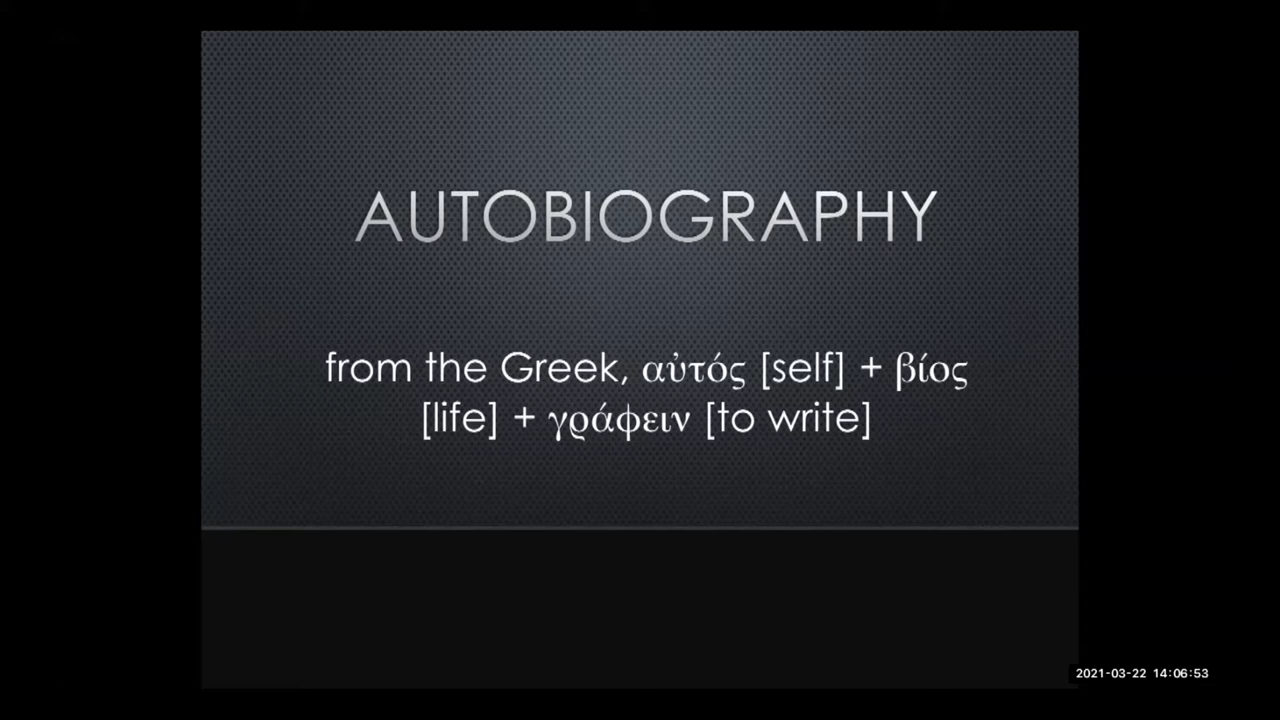 AUTOBIOGRAPHY
from the Greek, αὐτός [self] + βίος
[life] + γράφειν [to write]
2021-03-22 14:06:53